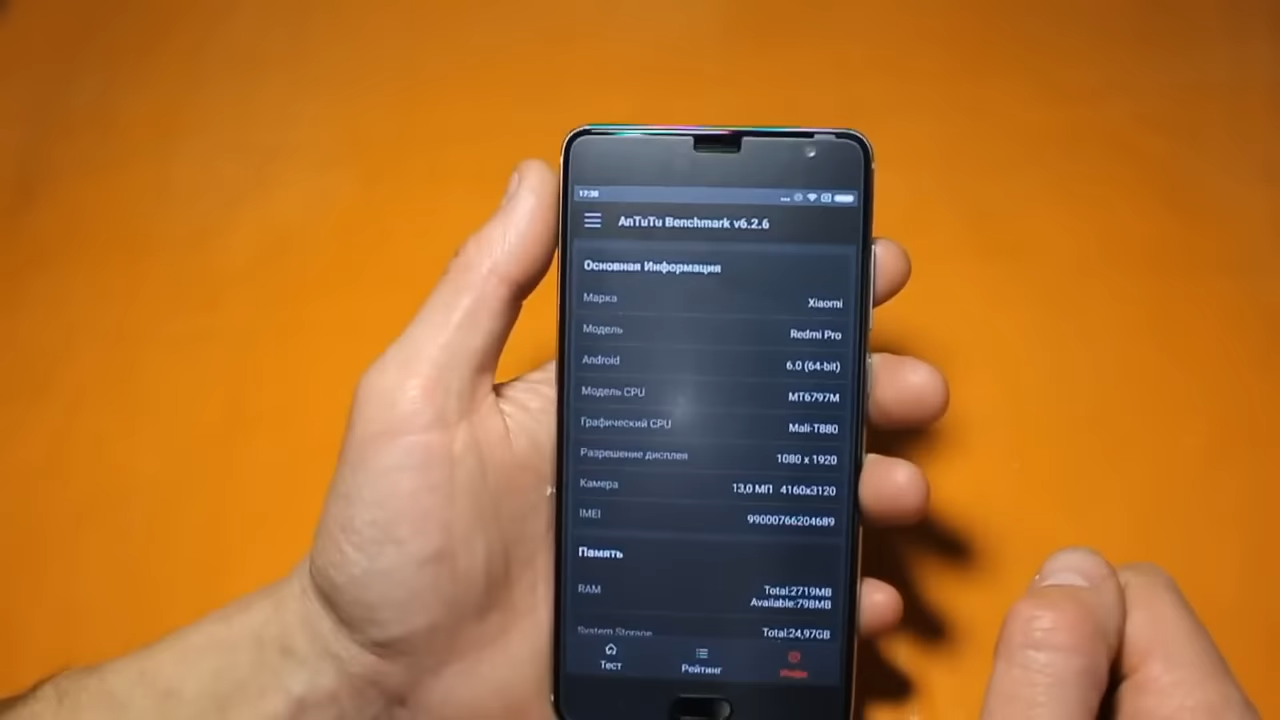 17:38
AnTuTu Benchmark v6.2.6
Основная Информация
Марка Xiaomi
Модель Redmi Pro
Android 6.0 (64-bit)
Модель CPU MT6797M
Графический CPU Mali-T880
Разрешение дисплея 1080 x 1920
Камера 13,0 МП 4160x3120
IMEI 99000766204689
Память
RAM Total:2719MB
Available:798MB
System Storage Total:24,97GB
Тест Рейтинг